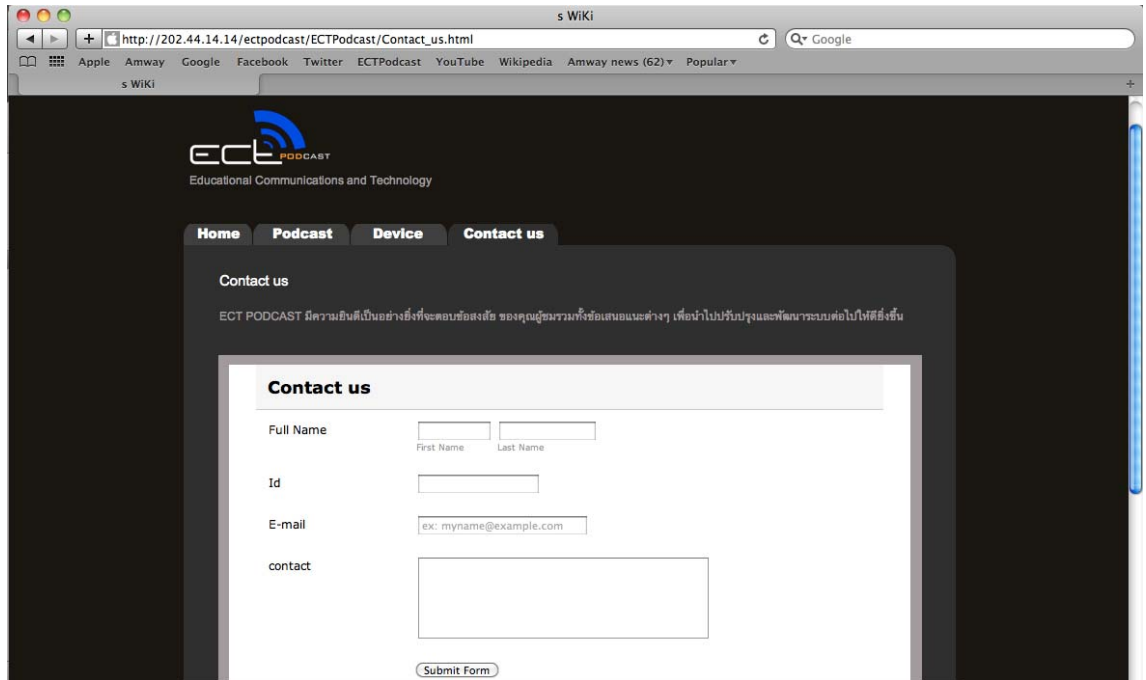 s WiKi
http://202.44.14.14/ectpodcast/ECTPodcast/Contact_us.html
Google
Apple Amway Google Facebook Twitter ECTPodcast YouTube Wikipedia Amway news (62)▾ Popular▾
s WiKi
ect PODCAST
Educational Communications and Technology
Home Podcast Device Contact us
Contact us
ECT PODCAST มีความยินดีเป็นอย่างยิ่งที่จะตอบข้อสงสัย ของคุณผู้ชมรวมทั้งข้อเสนอแนะต่างๆ เพื่อนำไปปรับปรุงและพัฒนาระบบต่อไปให้ดียิ่งขึ้น
Contact us
Full Name
First Name Last Name
Id
E-mail ex: myname@example.com
contact
Submit Form